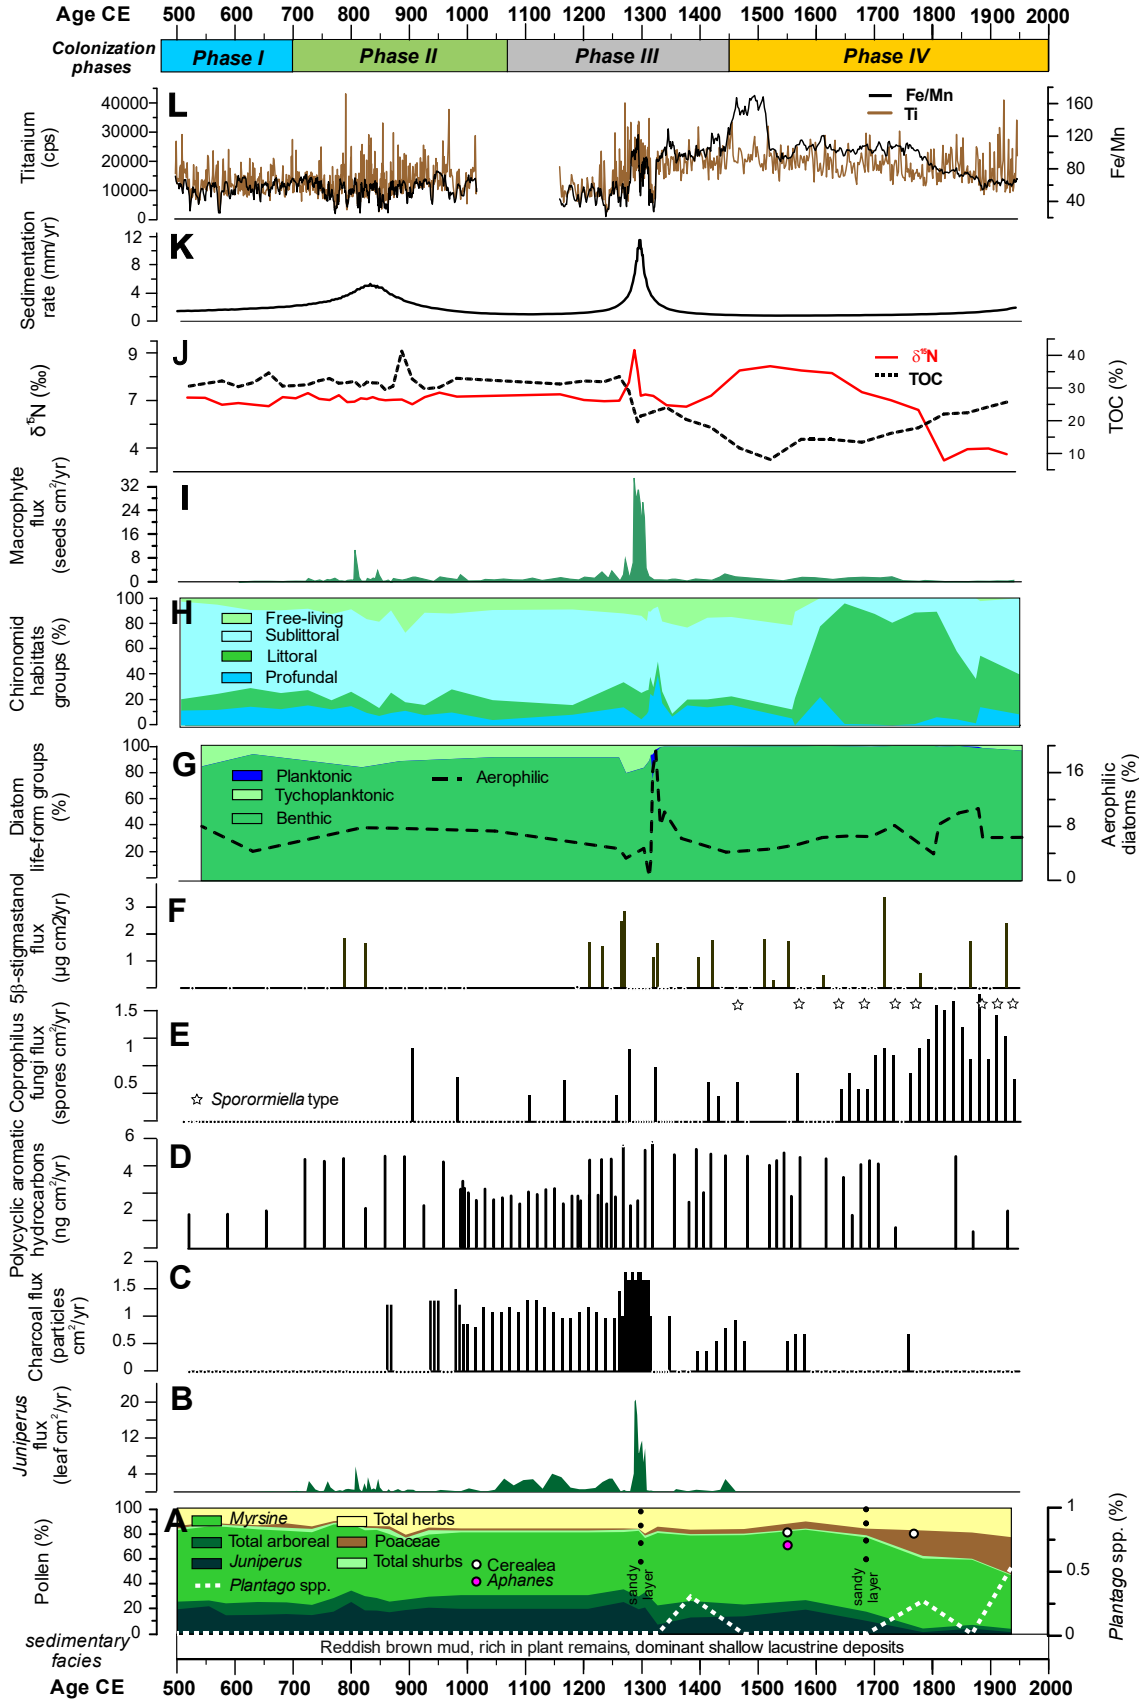 Age CE 500 600 700 800 900 1000 1100 1200 1300 1400 1500 1600 1700 1800 1900 2000
Colonization
phases
Phase I Phase II Phase III Phase IV
L
Titanium
(cps)
40000
30000
20000
10000
0
Fe/Mn
Ti
160
120
80
40
Fe/Mn
K
Sedimentation
rate (mm/yr)
12
8
4
0
J
δ¹⁵N (‰)
9
7
4
δ¹⁵N
TOC
40
30
20
10
TOC (%)
I
Macrophyte
flux
(seeds cm²/yr)
32
24
16
8
0
H
Chironomid
habittats
groups (%)
100
80
60
40
20
0
Free-living
Sublittoral
Littoral
Profundal
G
Diatom
life-form groups
(%)
100
80
60
40
20
Planktonic
Tychoplanktonic
Benthic
Aerophilic
16
8
0
Aerophilic
diatoms (%)
F
5β-stigmastanol
flux
(µg cm2/yr)
3
2
1
E
Coprophilus
fungi flux
(spores cm²/yr)
1.5
1
0.5
☆ Sporormiella type
D
Polycyclic aromatic
hydrocarbons
(ng cm²/yr)
6
4
2
2
C
Charcoal flux
(particles
cm²/yr)
2
1.5
1
0.5
0
B
Juniperus
flux
(leaf cm²/yr)
20
12
4
A
Pollen (%)
100
80
60
40
20
0
Myrsine
Total arboreal
Juniperus
Plantago spp.
Total herbs
Poaceae
Total shurbs
Cerealea
Aphanes
sandy
layer
sandy
layer
1
0.5
0
Plantago spp. (%)
sedimentary
facies
Reddish brown mud, rich in plant remains, dominant shallow lacustrine deposits
Age CE 500 600 700 800 900 1000 1100 1200 1300 1400 1500 1600 1700 1800 1900 2000